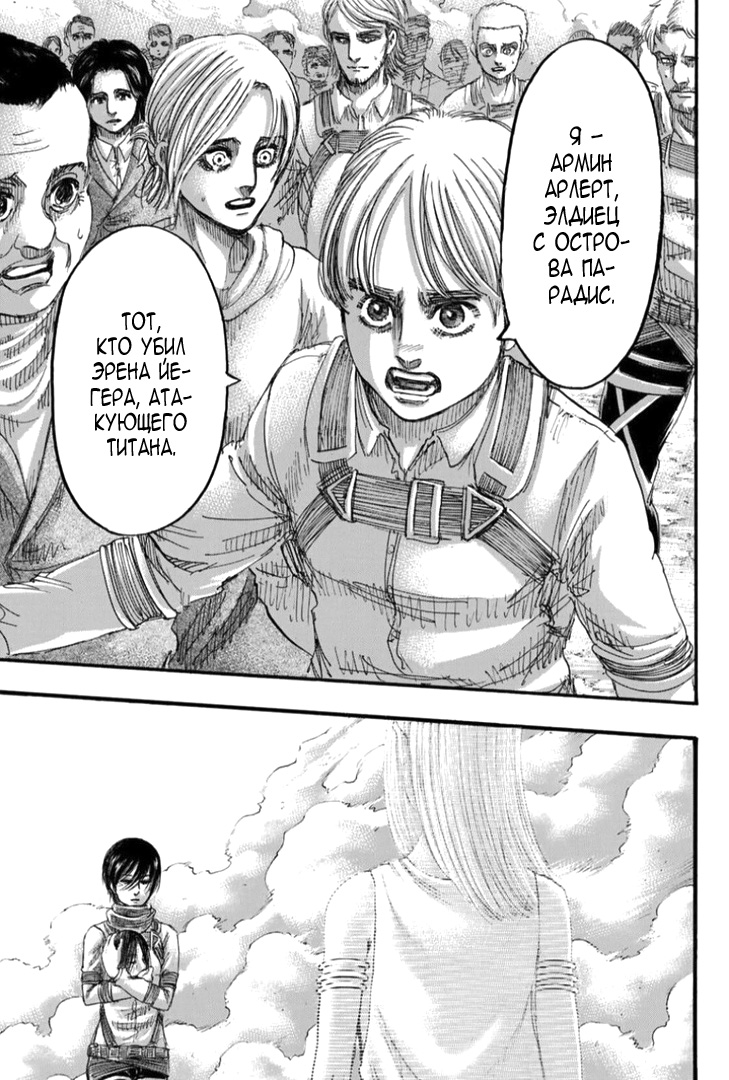 Я –
АРМИН
АРЛЕРТ,
ЭЛДИЕЦ
С ОСТРО-
ВА ПА-
РАДИС.
ТОТ,
КТО УБИЛ
ЭРЕНА ЙЕ-
ГЕРА, АТА-
КУЮЩЕГО
ТИТАНА.